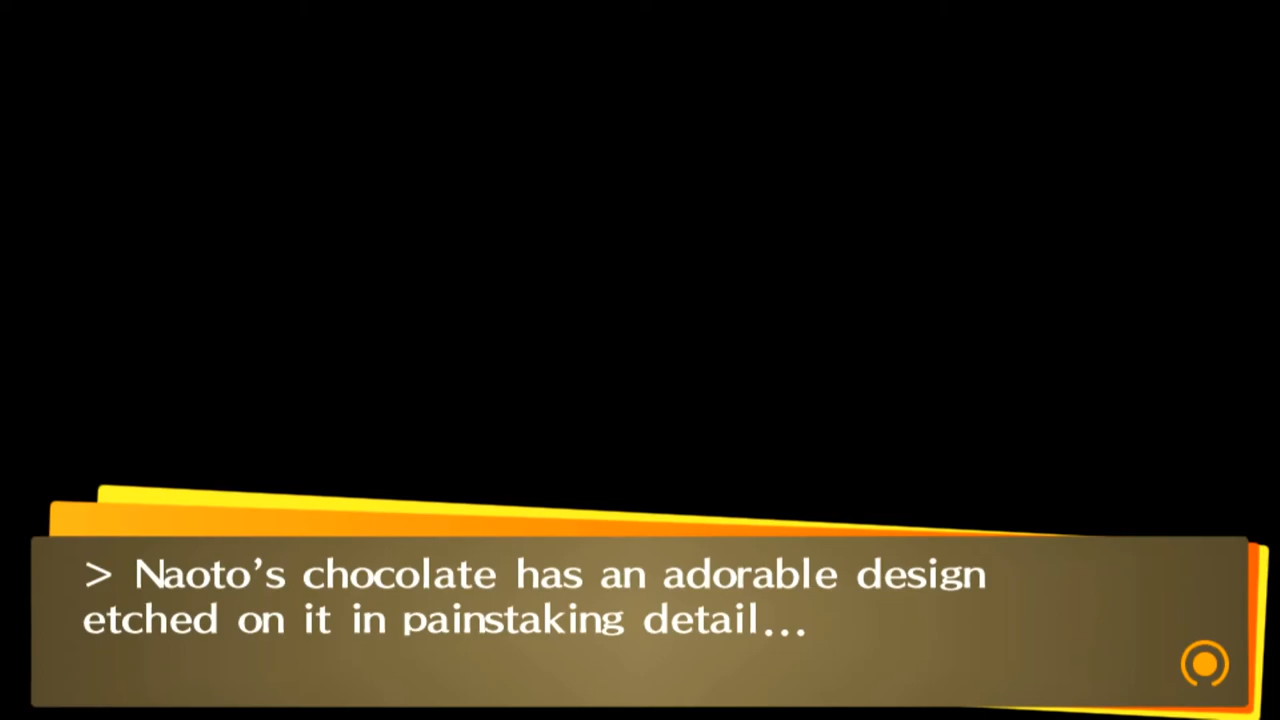 > Naoto’s chocolate has an adorable design
etched on it in painstaking detail...